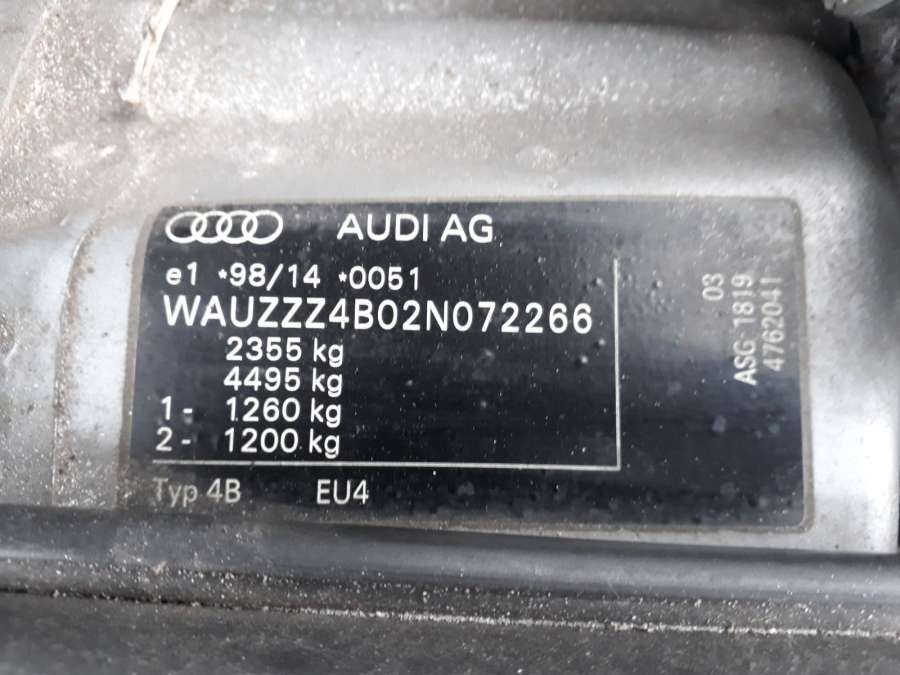 AUDI AG
e1 *98/14 *0051
WAUZZZ4B02N072266
2355 kg
4495 kg
1- 1260 kg
2- 1200 kg
Typ 4B EU4
03
ASG 1819
4762041